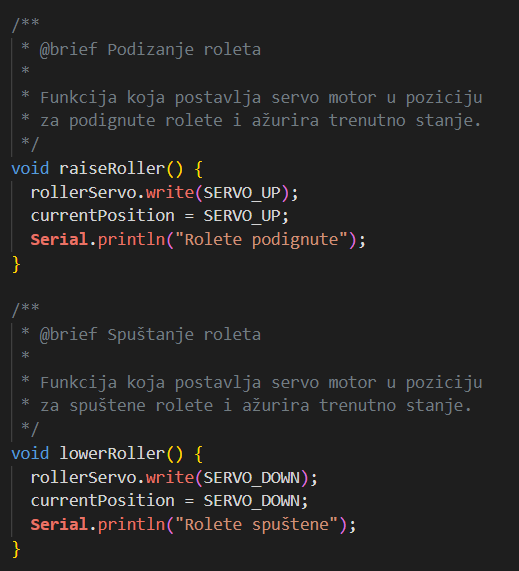 /**
 * @brief Podizanje roleta
 *
 * Funkcija koja postavlja servo motor u poziciju
 * za podignute rolete i ažurira trenutno stanje.
 */
void raiseRoller() {
  rollerServo.write(SERVO_UP);
  currentPosition = SERVO_UP;
  Serial.println("Rolete podignute");
}

/**
 * @brief Spuštanje roleta
 *
 * Funkcija koja postavlja servo motor u poziciju
 * za spuštene rolete i ažurira trenutno stanje.
 */
void lowerRoller() {
  rollerServo.write(SERVO_DOWN);
  currentPosition = SERVO_DOWN;
  Serial.println("Rolete spuštene");
}